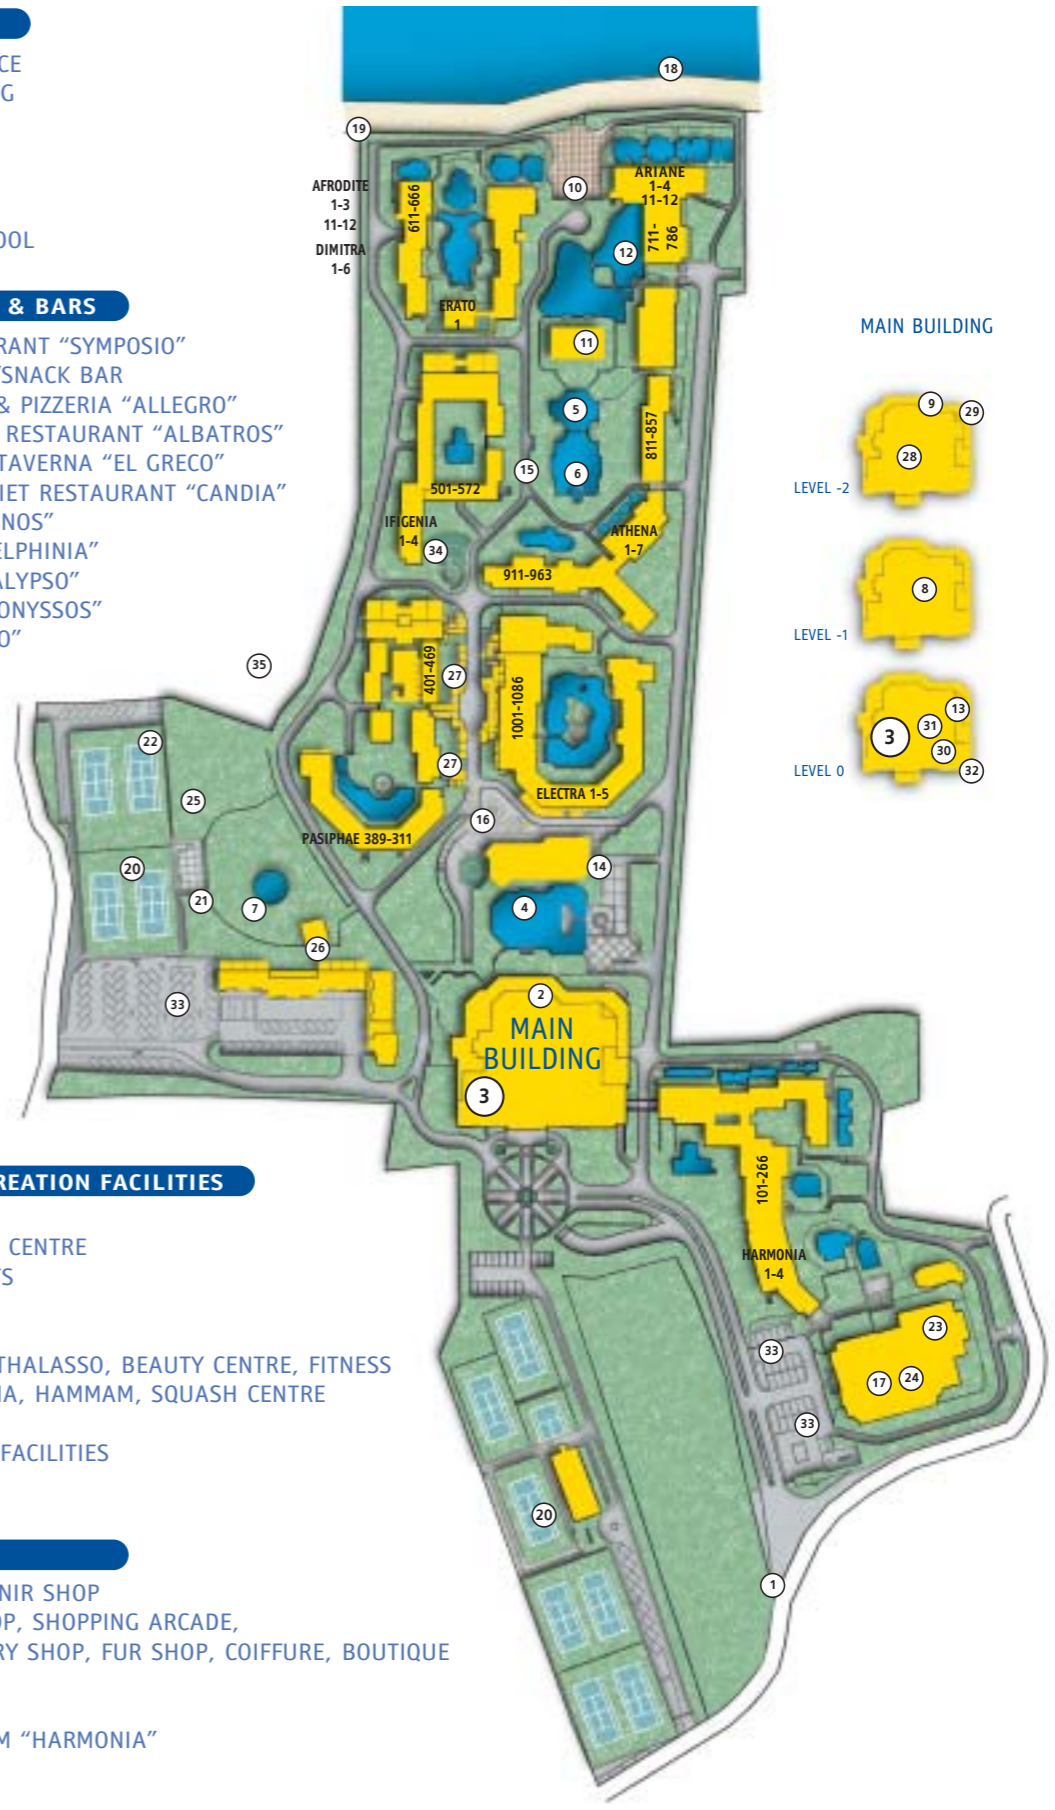 CE
G
OOL
& BARS
RANT “SYMPOSIO”
/SNACK BAR
& PIZZERIA “ALLEGRO”
RESTAURANT “ALBATROS”
TAVERNA “EL GRECO”
IET RESTAURANT “CANDIA”
NOS”
ELPHINIA”
ALYPSO”
ONYSSOS”
O”
REATION FACILITIES
CENTRE
TS
THALASSO, BEAUTY CENTRE, FITNESS
NA, HAMMAM, SQUASH CENTRE
FACILITIES
NIR SHOP
OP, SHOPPING ARCADE,
RY SHOP, FUR SHOP, COIFFURE, BOUTIQUE
M “HARMONIA”
18
19
AFRODITE
1-3
11-12
DIMITRA
1-6
611-666
10
ARIANE
1-4
11-12
711-
786
12
ERATO
1
11
5
6
811-857
15
501-572
IFIGENIA
1-4
34
ATHENA
1-7
911-963
35
401-469
27
1001-1086
27
ELECTRA 1-5
PASIPHAE 389-311
16
14
22
25
20
21
7
4
26
33
2
MAIN
BUILDING
3
101-266
HARMONIA
1-4
23
33
17
24
33
20
1
MAIN BUILDING
9
29
28
LEVEL -2
8
LEVEL -1
13
31
3
30
32
LEVEL 0